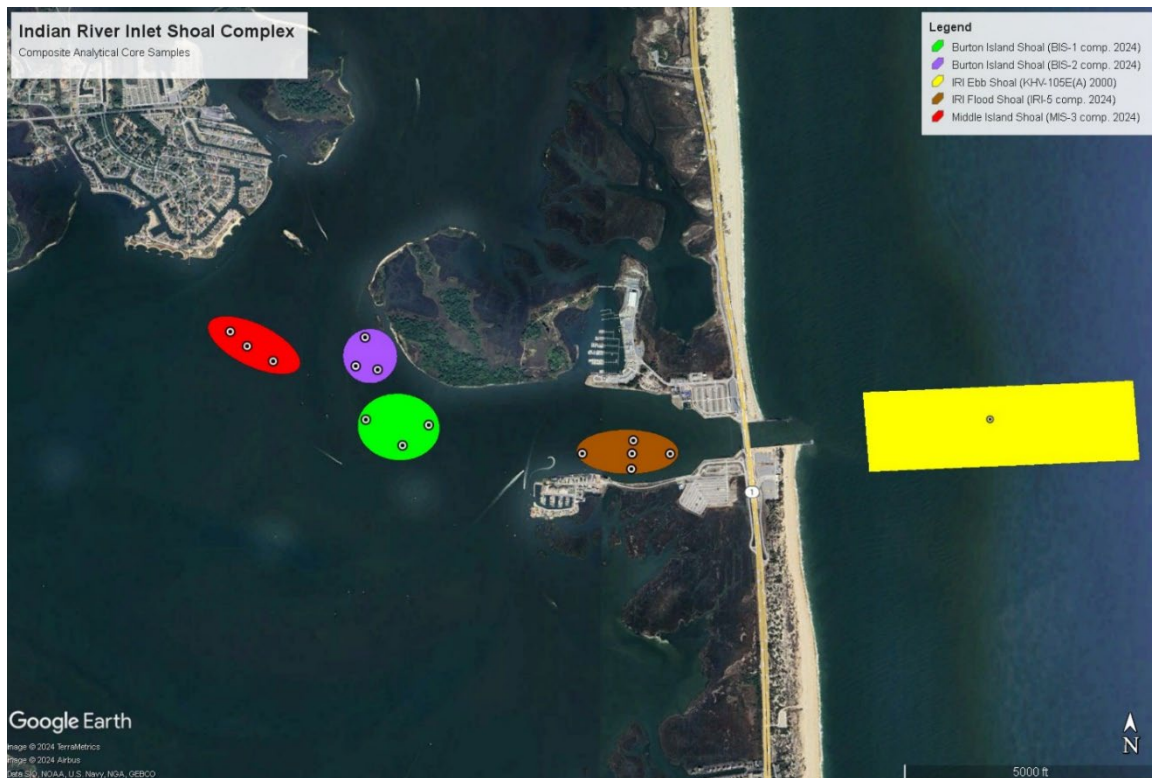 Indian River Inlet Shoal Complex
Composite Analytical Core Samples
Legend
Burton Island Shoal (BIS-1 comp. 2024)
Burton Island Shoal (BIS-2 comp. 2024)
IRI Ebb Shoal (KHV-105E(A) 2000)
IRI Flood Shoal (IRI-5 comp. 2024)
Middle Island Shoal (MIS-3 comp. 2024)
1
Google Earth
Image © 2024 TerraMetrics
Image © 2024 Airbus
Data SIO, NOAA, U.S. Navy, NGA, GEBCO
N
5000 ft